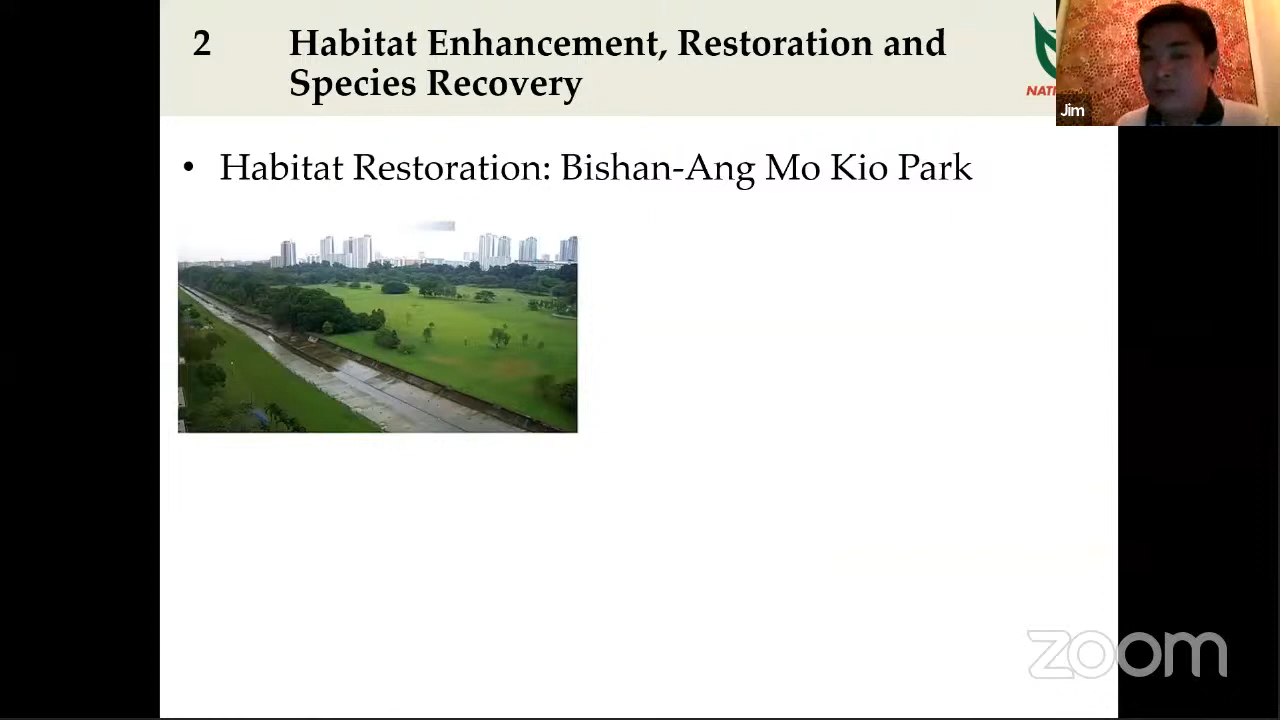 2 Habitat Enhancement, Restoration and
Species Recovery
Jim
• Habitat Restoration: Bishan-Ang Mo Kio Park
zoom